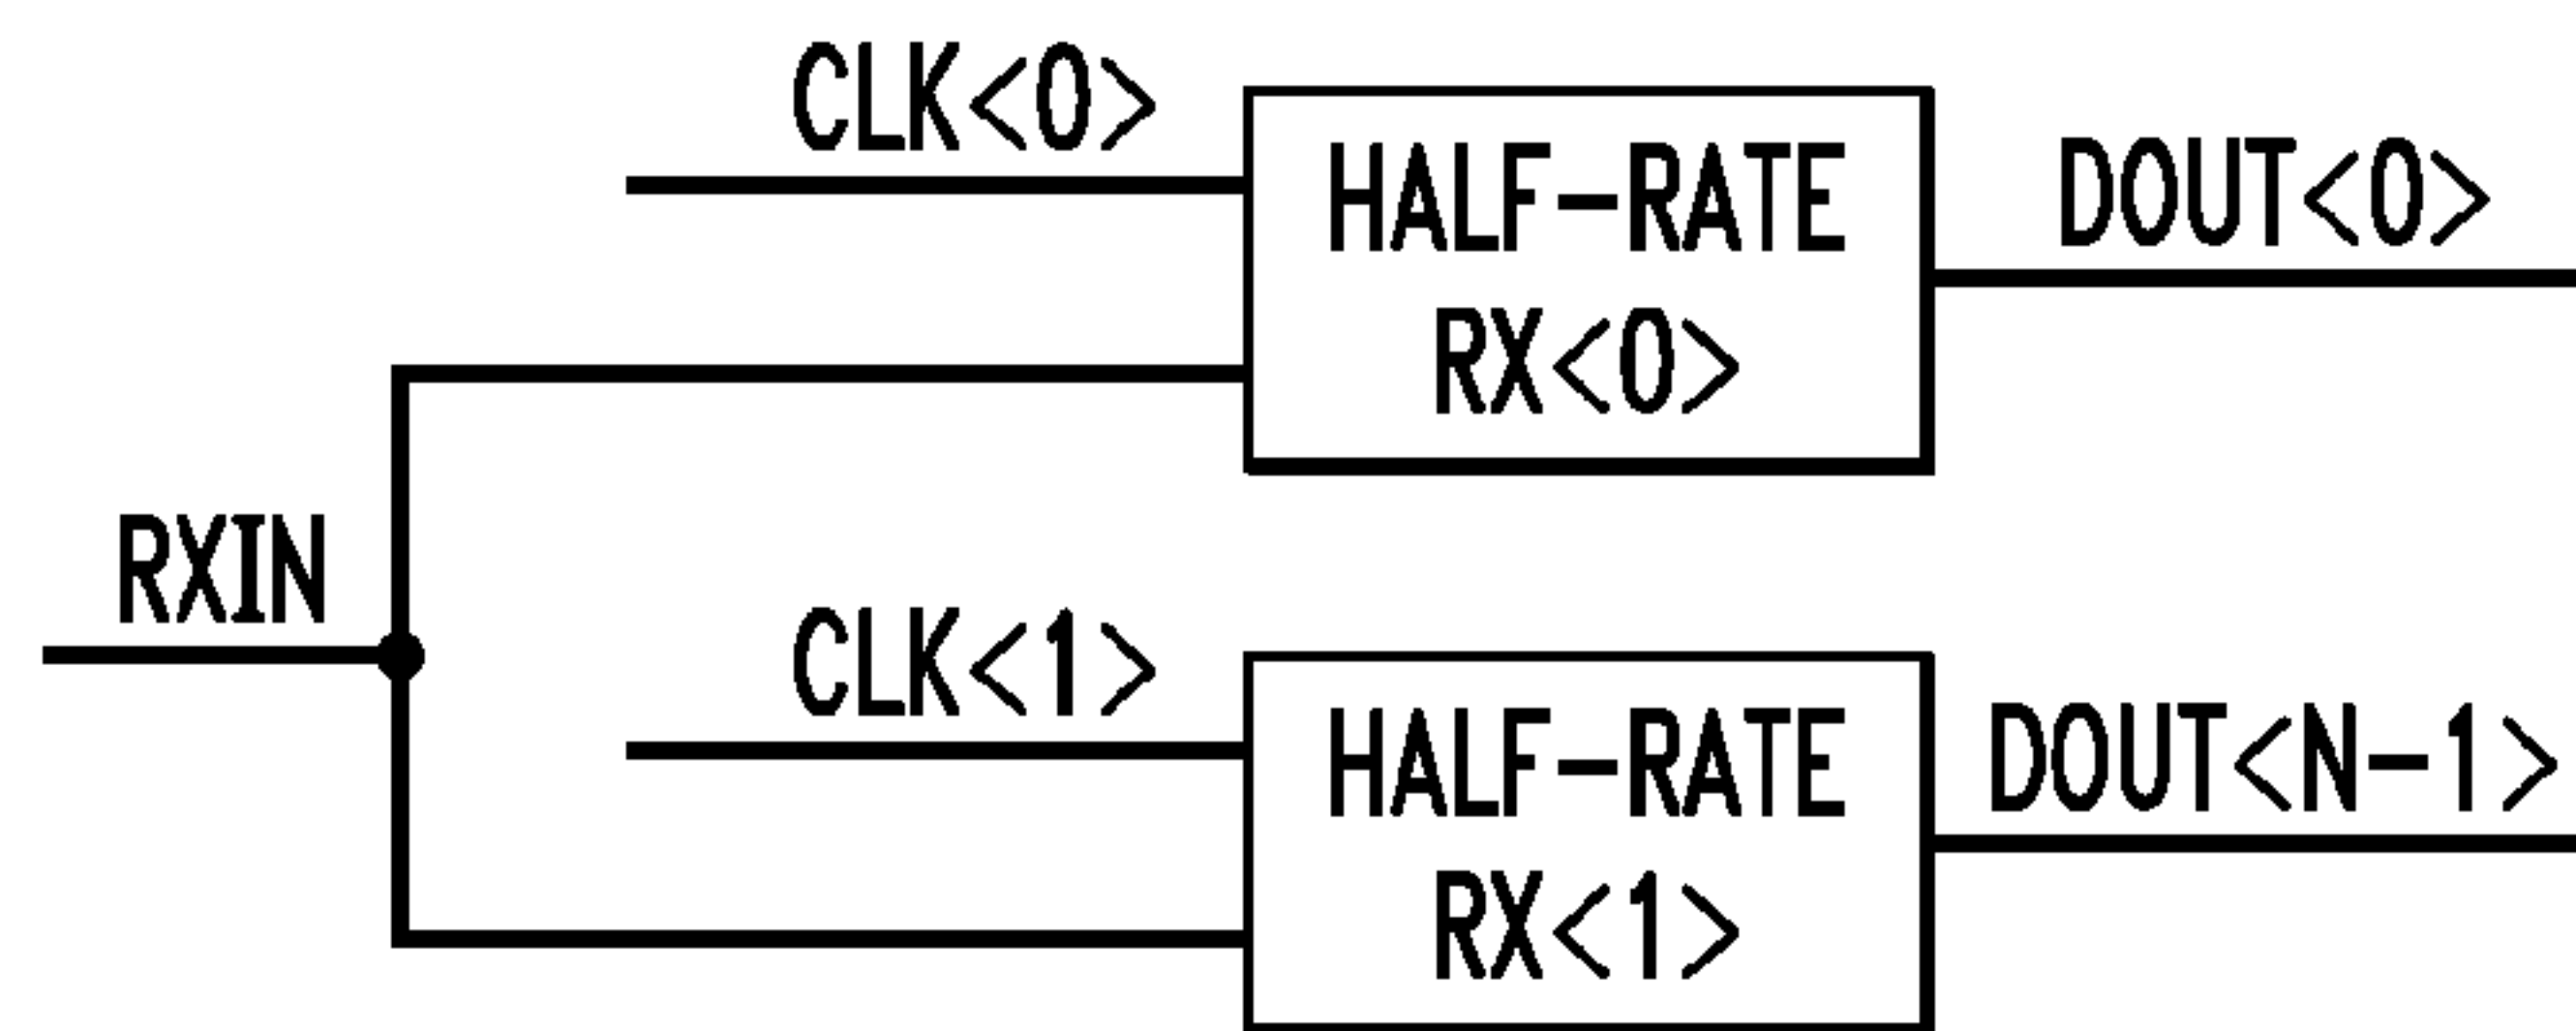 CLK<0>
HALF-RATE
RX<0>
DOUT<0>
RXIN
CLK<1>
HALF-RATE
RX<1>
DOUT<N-1>